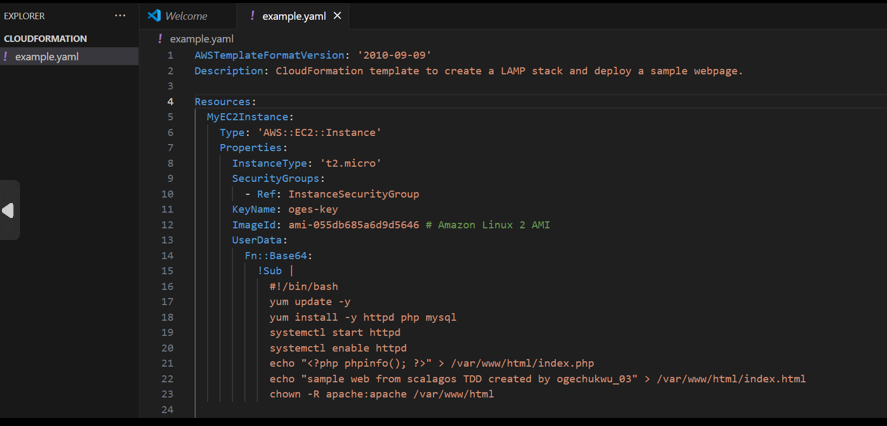 EXPLORER ...
Welcome
! example.yaml ×
CLOUDFORMATION
! example.yaml
! example.yaml
1 AWSTemplateFormatVersion: '2010-09-09'
2 Description: CloudFormation template to create a LAMP stack and deploy a sample webpage.
3
4 Resources:
5 MyEC2Instance:
6 Type: 'AWS::EC2::Instance'
7 Properties:
8 InstanceType: 't2.micro'
9 SecurityGroups:
10 - Ref: InstanceSecurityGroup
11 KeyName: oges-key
12 ImageId: ami-055db685a6d9d5646 # Amazon Linux 2 AMI
13 UserData:
14 Fn::Base64:
15 !Sub |
16 #!/bin/bash
17 yum update -y
18 yum install -y httpd php mysql
19 systemctl start httpd
20 systemctl enable httpd
21 echo "<?php phpinfo(); ?>" > /var/www/html/index.php
22 echo "sample web from scalagos TDD created by ogechukwu_03" > /var/www/html/index.html
23 chown -R apache:apache /var/www/html
24